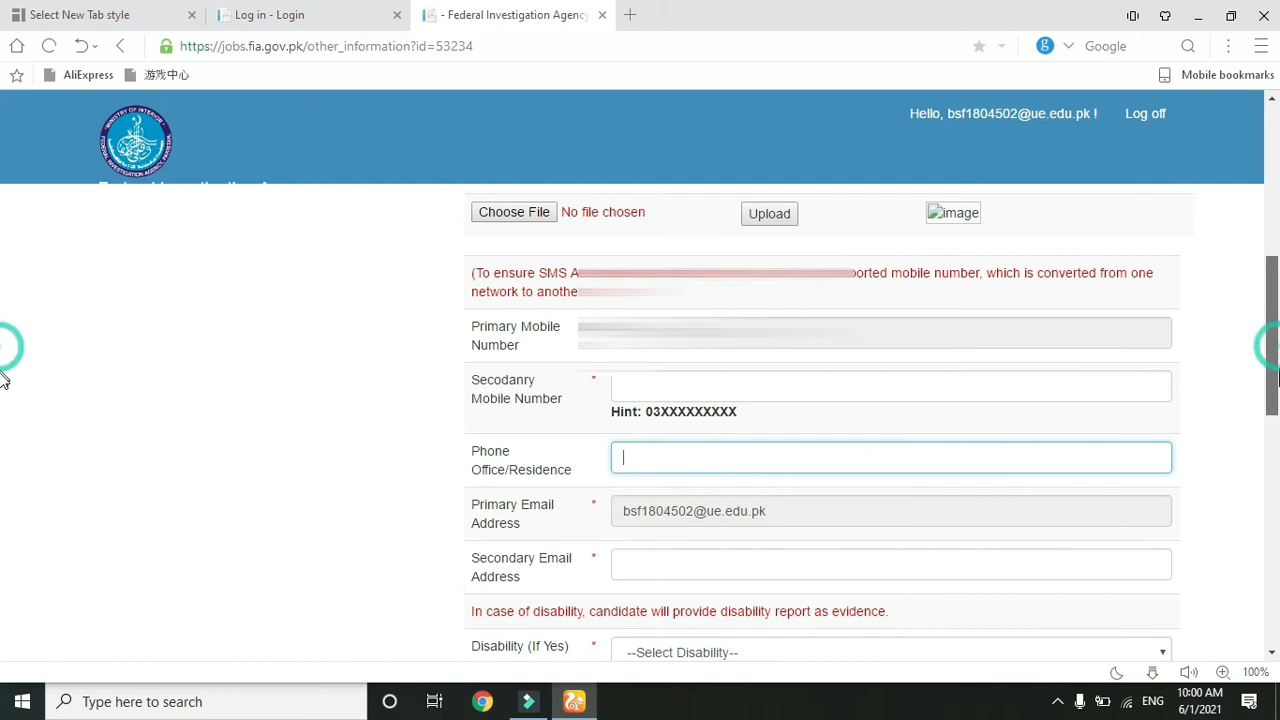 Select New Tab style
Log in - Login
- Federal Investigation Agency
https://jobs.fia.gov.pk/other_information?id=53234
Google
AliExpress
游戏中心
Mobile bookmarks
Hello, bsf1804502@ue.edu.pk !
Log off
Choose File No file chosen
Upload
image
(To ensure SMS A
orted mobile number, which is converted from one
network to anothe
Primary Mobile
Number
Secodanry
Mobile Number
*
Hint: 03XXXXXXXXX
Phone
Office/Residence
Primary Email
Address
*
bsf1804502@ue.edu.pk
Secondary Email
Address
*
In case of disability, candidate will provide disability report as evidence.
Disability (If Yes)
*
--Select Disability--
100%
Type here to search
ENG
10:00 AM
6/1/2021